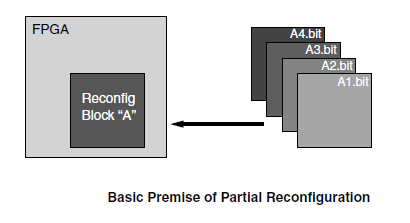 FPGA
Reconfig
Block “A”
A4.bit
A3.bit
A2.bit
A1.bit
Basic Premise of Partial Reconfiguration